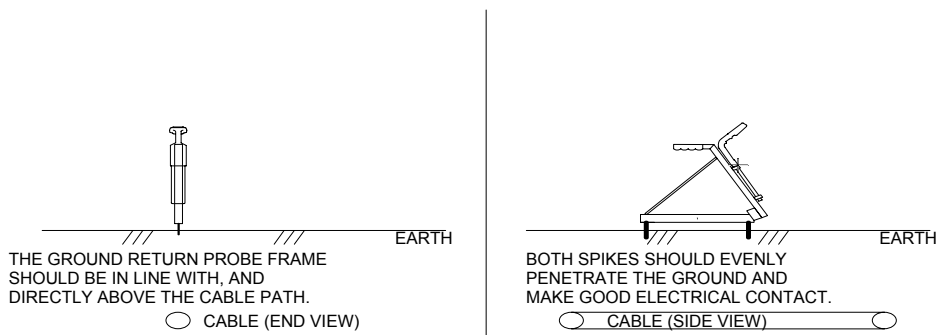 EARTH
THE GROUND RETURN PROBE FRAME
SHOULD BE IN LINE WITH, AND
DIRECTLY ABOVE THE CABLE PATH.
CABLE (END VIEW)
EARTH
BOTH SPIKES SHOULD EVENLY
PENETRATE THE GROUND AND
MAKE GOOD ELECTRICAL CONTACT.
CABLE (SIDE VIEW)